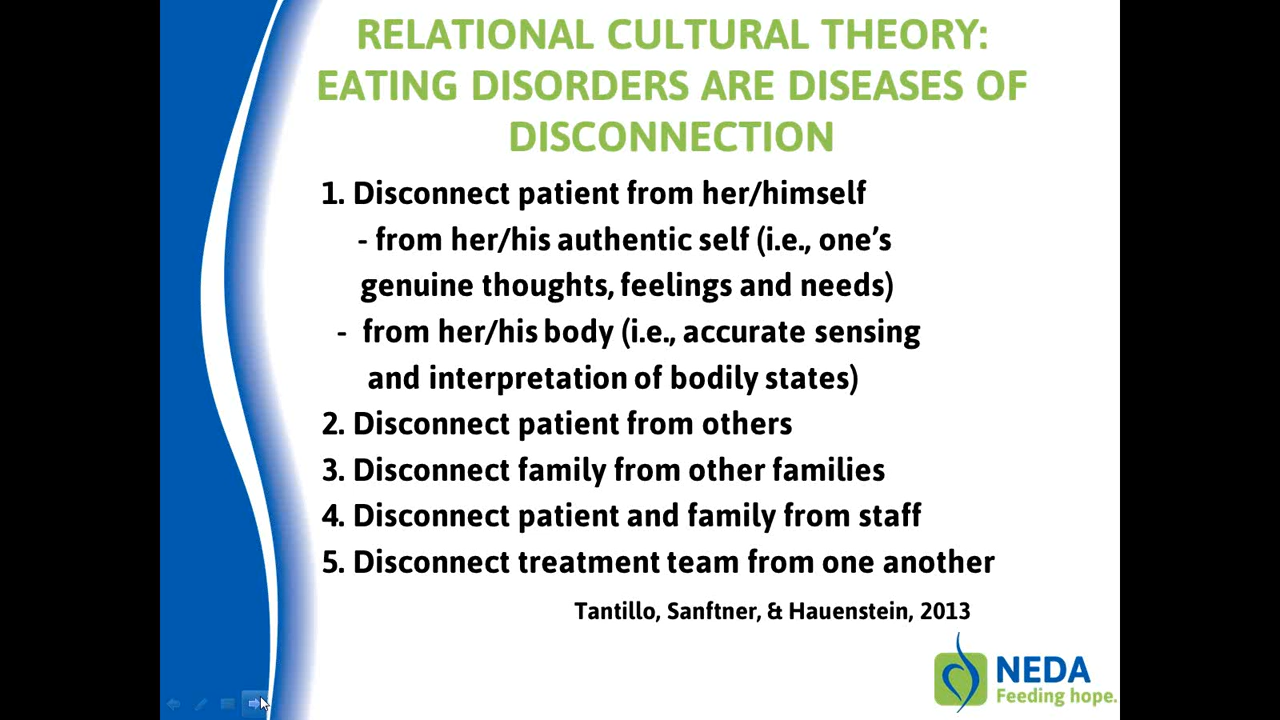 RELATIONAL CULTURAL THEORY:
EATING DISORDERS ARE DISEASES OF
DISCONNECTION
1. Disconnect patient from her/himself
- from her/his authentic self (i.e., one’s
genuine thoughts, feelings and needs)
- from her/his body (i.e., accurate sensing
and interpretation of bodily states)
2. Disconnect patient from others
3. Disconnect family from other families
4. Disconnect patient and family from staff
5. Disconnect treatment team from one another
Tantillo, Sanftner, & Hauenstein, 2013
NEDA
Feeding hope.